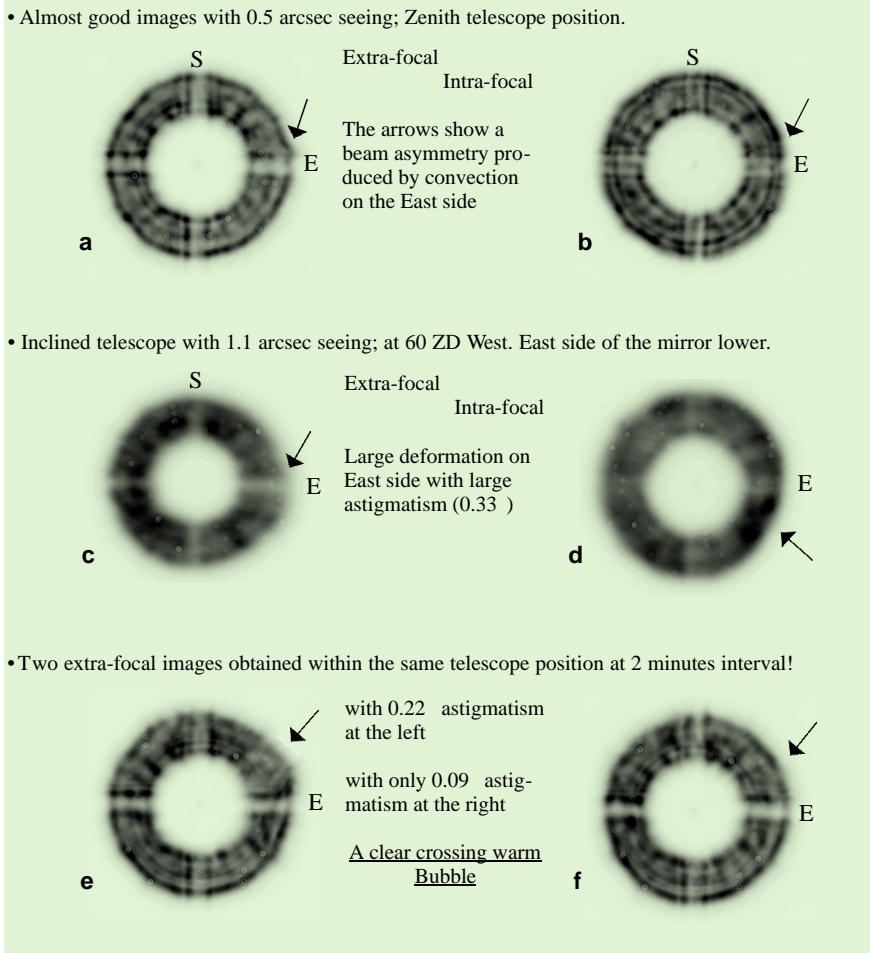 • Almost good images with 0.5 arcsec seeing; Zenith telescope position.
S
Extra-focal
Intra-focal
S
The arrows show a
beam asymmetry pro-
duced by convection
on the East side
E
E
a
b
• Inclined telescope with 1.1 arcsec seeing; at 60 ZD West. East side of the mirror lower.
S
Extra-focal
Intra-focal
Large deformation on
East side with large
astigmatism (0.33 )
E
E
c
d
• Two extra-focal images obtained within the same telescope position at 2 minutes interval!
with 0.22 astigmatism
at the left
with only 0.09 astig-
matism at the right
E
E
A clear crossing warm
Bubble
e
f